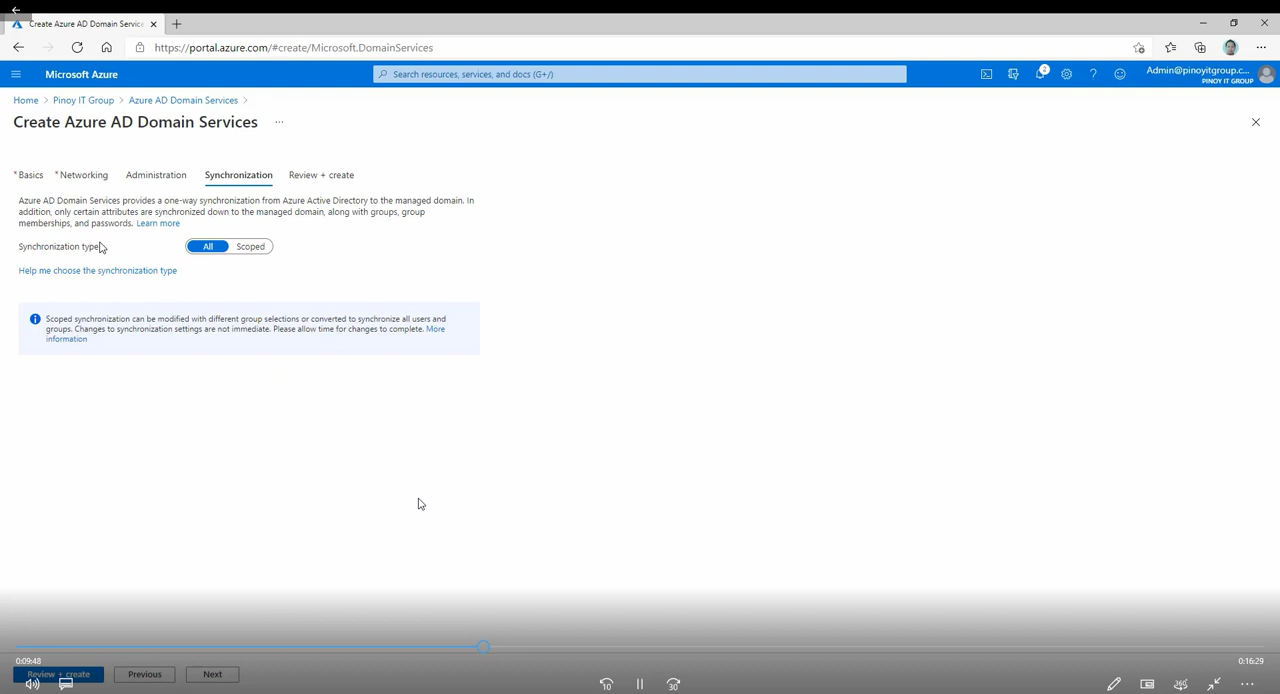 Create Azure AD Domain Service
https://portal.azure.com/#create/Microsoft.DomainServices
Microsoft Azure
Search resources, services, and docs (G+/)
2
Admin@pinoyitgroup.c...
PINOY IT GROUP
Home > Pinoy IT Group > Azure AD Domain Services >
Create Azure AD Domain Services ...
* Basics * Networking Administration Synchronization Review + create
Azure AD Domain Services provides a one-way synchronization from Azure Active Directory to the managed domain. In
addition, only certain attributes are synchronized down to the managed domain, along with groups, group
memberships, and passwords. Learn more
Synchronization type
All Scoped
Help me choose the synchronization type
Scoped synchronization can be modified with different group selections or converted to synchronize all users and
groups. Changes to synchronization settings are not immediate. Please allow time for changes to complete. More
information
0:09:48
0:16:29
Review + create Previous Next
10
30
360